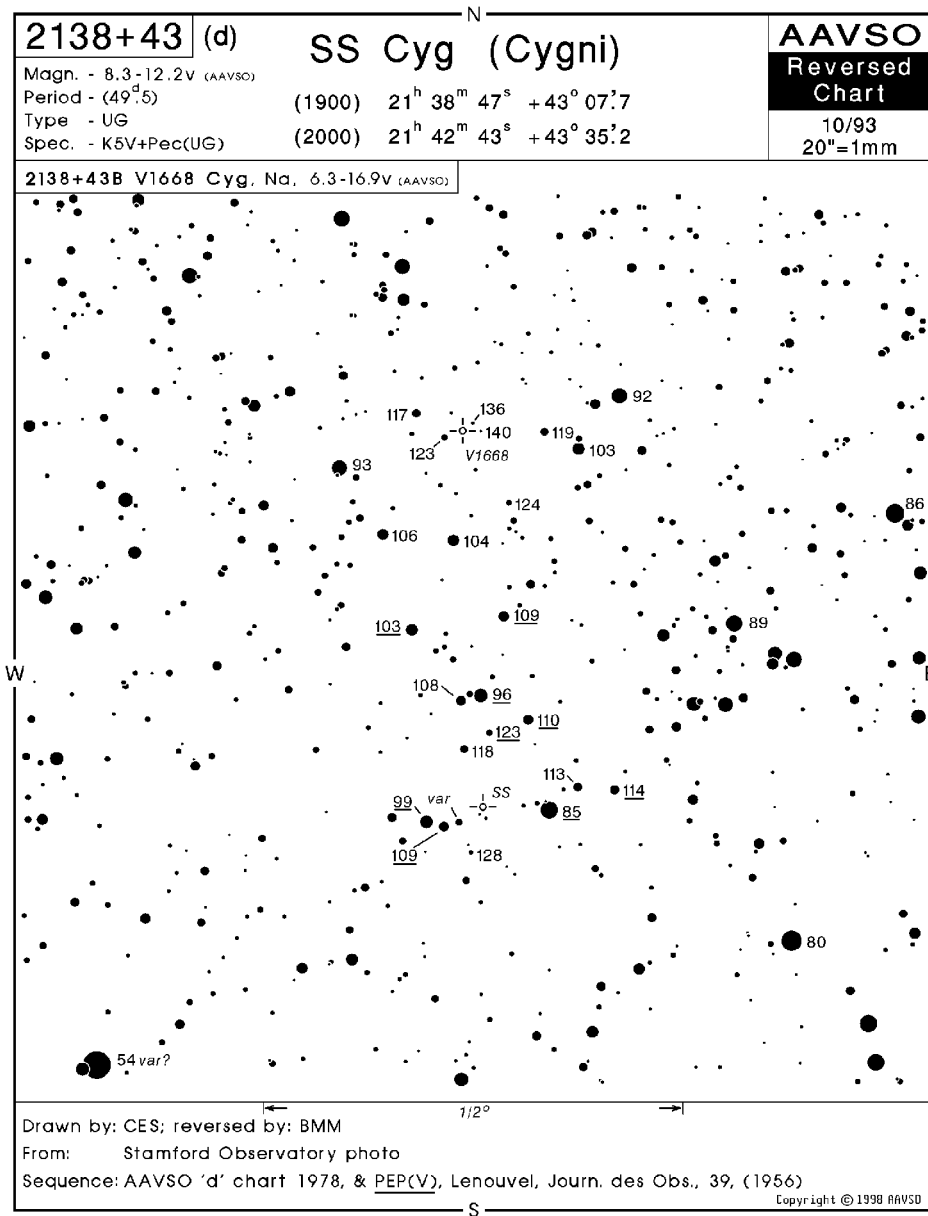 N
2138+43 (d)
SS Cyg (Cygni)
AAVSO
Reversed
Chart
10/93
20"=1mm
Magn. - 8.3-12.2v (AAVSO)
Period - (49ᵈ.5)
Type - UG
Spec. - K5V+Pec(UG)
(1900) 21ʰ 38ᵐ 47ˢ +43° 07'.7
(2000) 21ʰ 42ᵐ 43ˢ +43° 35'.2
2138+43B V1668 Cyg, Na, 6.3-16.9v (AAVSO)
92
117
136
140
119
123
V1668
103
93
124
86
106
104
109
103
89
W
E
108
96
110
123
118
113
114
SS
99
var
85
109
128
80
54 var?
1/2°
Drawn by: CES; reversed by: BMM
From: Stamford Observatory photo
Sequence: AAVSO 'd' chart 1978, & PEP(V), Lenouvel, Journ. des Obs., 39, (1956)
Copyright © 1998 AAVSO
S